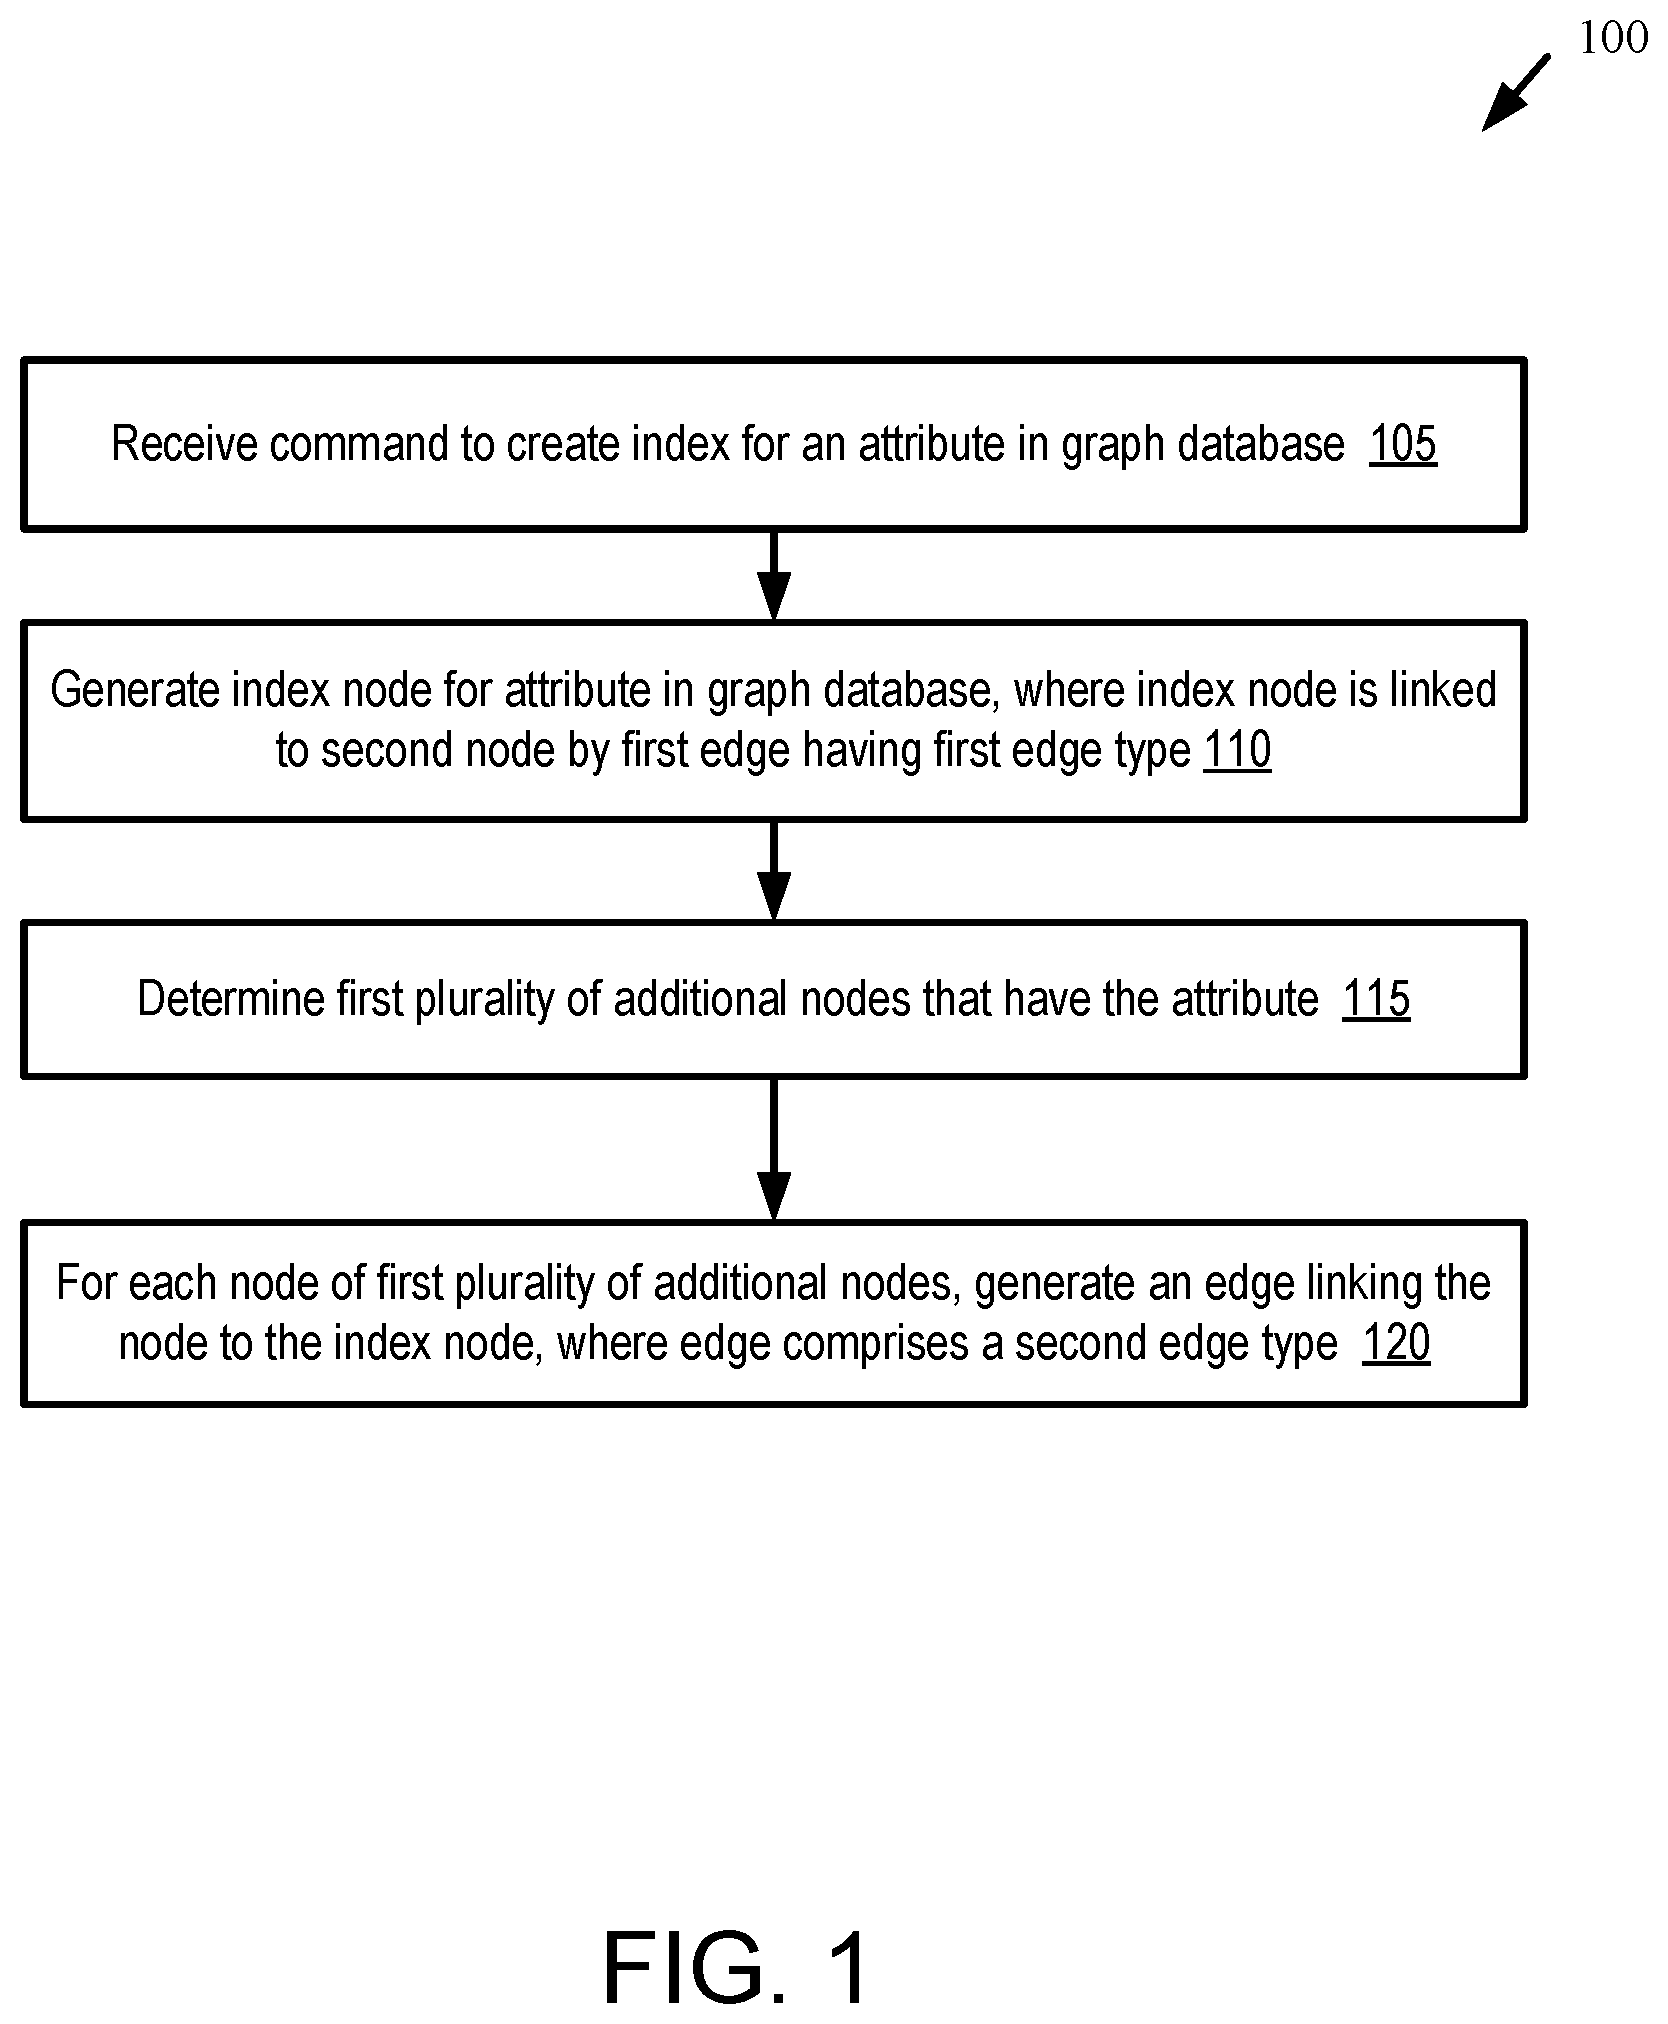 100
Receive command to create index for an attribute in graph database 105
Generate index node for attribute in graph database, where index node is linked
to second node by first edge having first edge type 110
Determine first plurality of additional nodes that have the attribute 115
For each node of first plurality of additional nodes, generate an edge linking the
node to the index node, where edge comprises a second edge type 120
FIG. 1